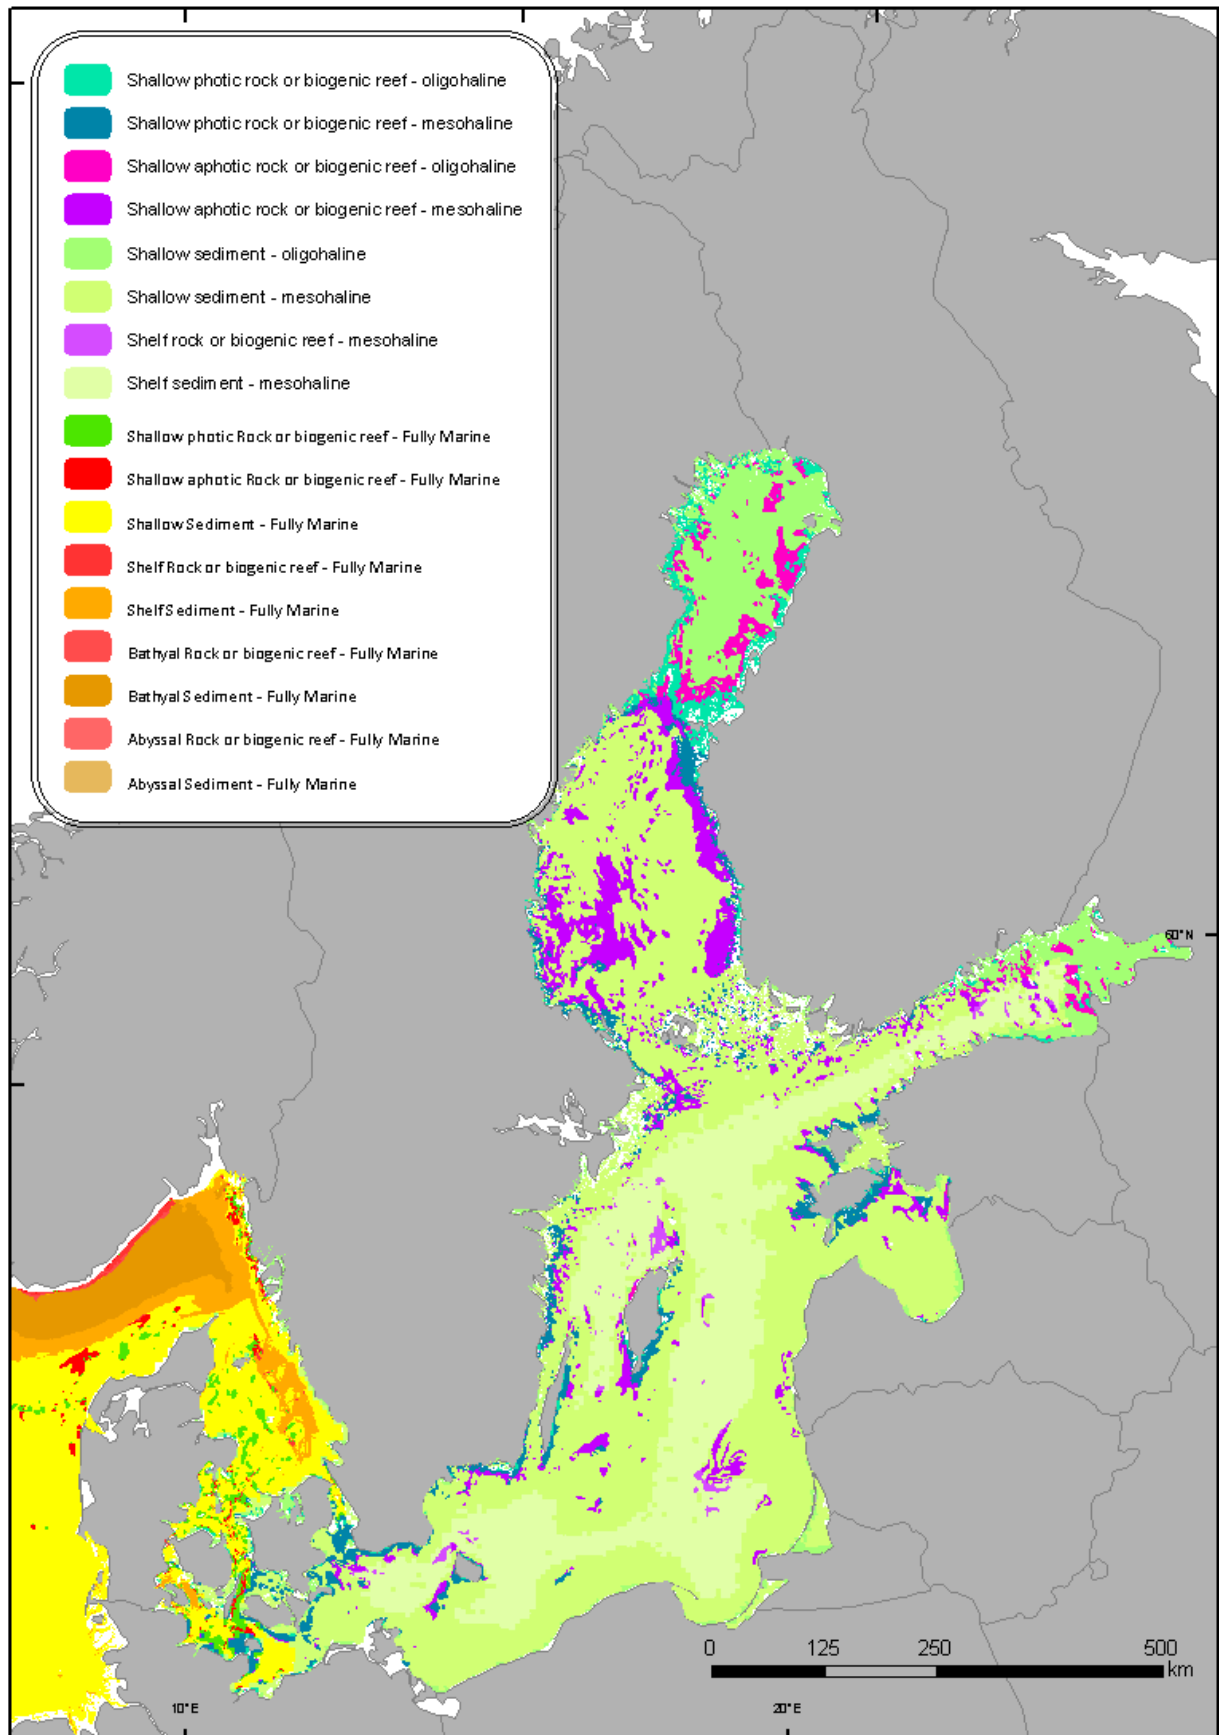 Shallow photic rock or biogenic reef - oligohaline
Shallow photic rock or biogenic reef - mesohaline
Shallow aphotic rock or biogenic reef - oligohaline
Shallow aphotic rock or biogenic reef - mesohaline
Shallow sediment - oligohaline
Shallow sediment - mesohaline
Shelf rock or biogenic reef - mesohaline
Shelf sediment - mesohaline
Shallow photic Rock or biogenic reef - Fully Marine
Shallow aphotic Rock or biogenic reef - Fully Marine
Shallow Sediment - Fully Marine
Shelf Rock or biogenic reef - Fully Marine
Shelf Sediment - Fully Marine
Bathyal Rock or biogenic reef - Fully Marine
Bathyal Sediment - Fully Marine
Abyssal Rock or biogenic reef - Fully Marine
Abyssal Sediment - Fully Marine
60°N
0 125 250 500
km
10°E 20°E